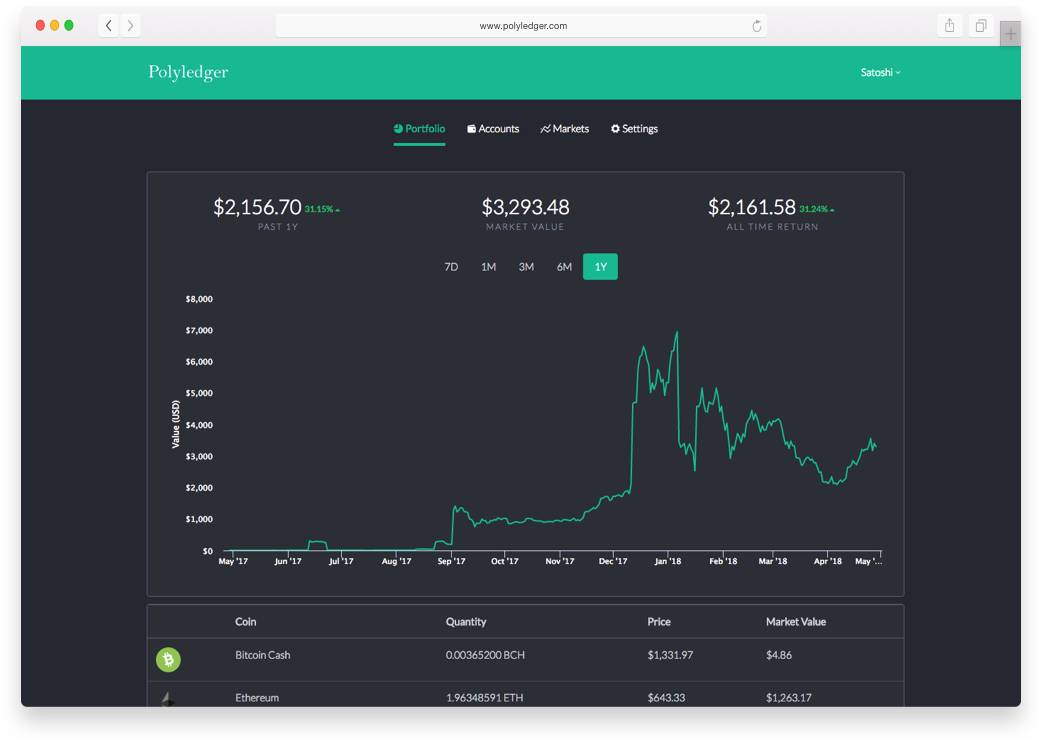 www.polyledger.com
Polyledger
Satoshi
Portfolio Accounts Markets Settings
$2,156.70 31.15%
PAST 1Y
$3,293.48
MARKET VALUE
$2,161.58 31.24%
ALL TIME RETURN
7D 1M 3M 6M 1Y
Value (USD)
$8,000
$7,000
$6,000
$5,000
$4,000
$3,000
$2,000
$1,000
$0
May '17 Jun '17 Jul '17 Aug '17 Sep '17 Oct '17 Nov '17 Dec '17 Jan '18 Feb '18 Mar '18 Apr '18 May '...
Coin Quantity Price Market Value
Bitcoin Cash 0.00365200 BCH $1,331.97 $4.86
Ethereum 1.96348591 ETH $643.33 $1,263.17